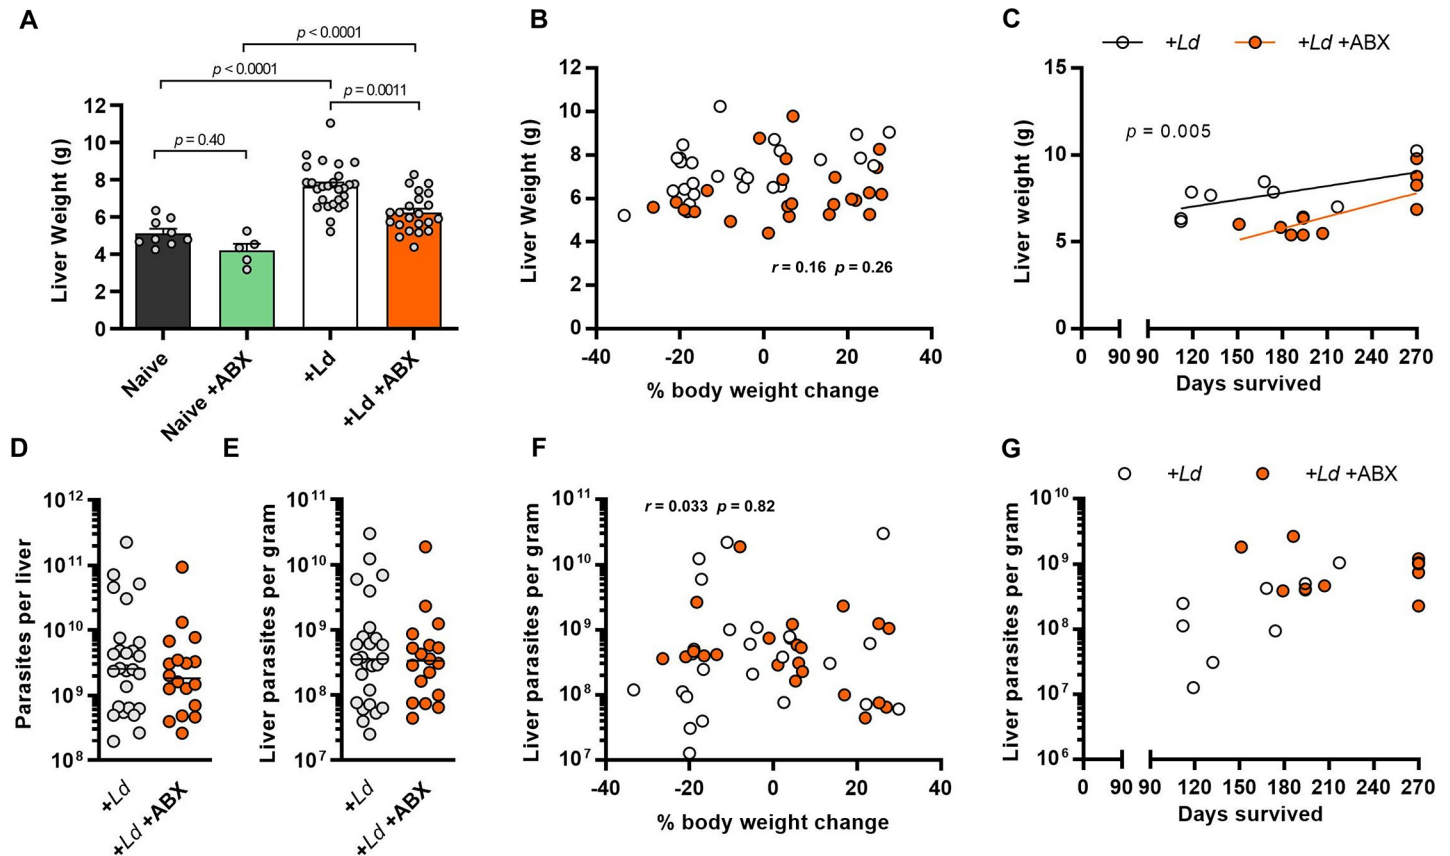 A
p < 0.0001
p < 0.0001
p = 0.0011
p = 0.40
Liver Weight (g)
12
10
8
6
4
2
0
Naive
Naive +ABX
+Ld
+Ld +ABX
B
Liver Weight (g)
12
10
8
6
4
2
0
r = 0.16 p = 0.26
-40 -20 0 20 40
% body weight change
C
+Ld +Ld +ABX
Liver weight (g)
15
10
5
0
p = 0.005
0 90 90 120 150 180 210 240 270
Days survived
D
Parasites per liver
10^12
10^11
10^10
10^9
10^8
+Ld
+Ld +ABX
E
Liver parasites per gram
10^11
10^10
10^9
10^8
10^7
+Ld
+Ld +ABX
F
Liver parasites per gram
10^11
10^10
10^9
10^8
10^7
r = 0.033 p = 0.82
-40 -20 0 20 40
% body weight change
G
+Ld +Ld +ABX
Liver parasites per gram
10^10
10^9
10^8
10^7
10^6
0 90 90 120 150 180 210 240 270
Days survived